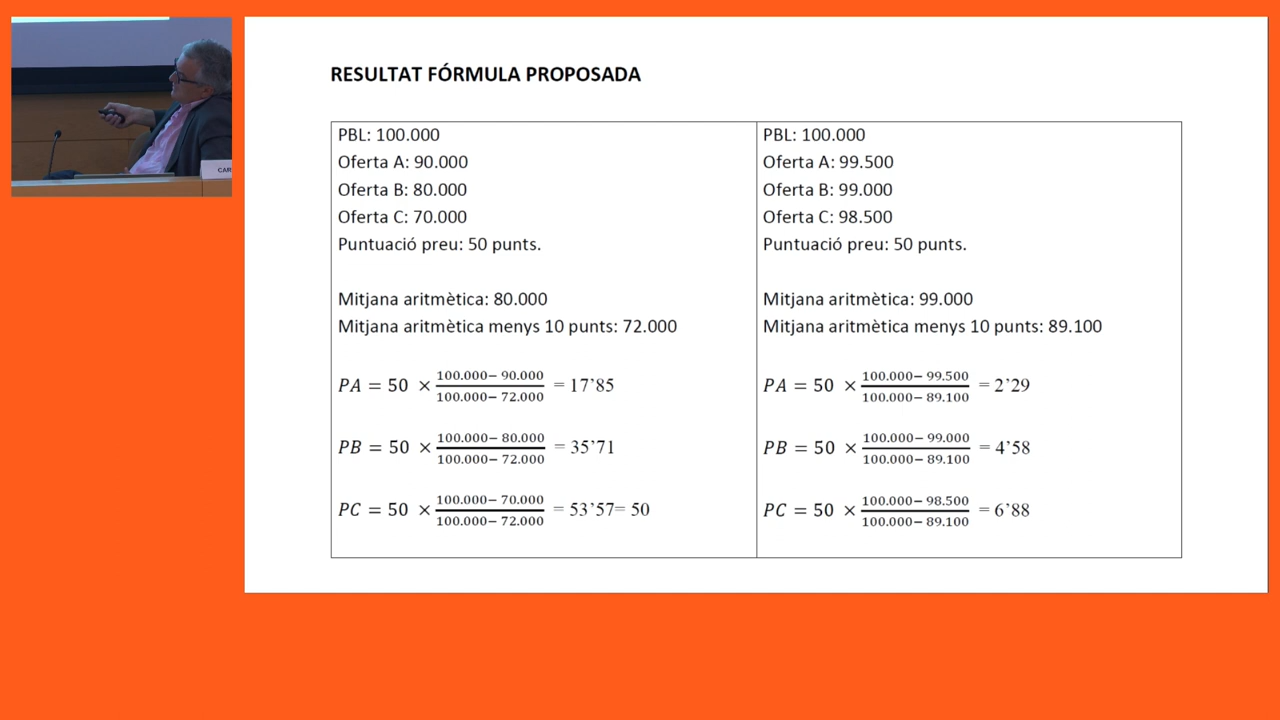 RESULTAT FÓRMULA PROPOSADA
PBL: 100.000
Oferta A: 90.000
Oferta B: 80.000
Oferta C: 70.000
Puntuació preu: 50 punts.
Mitjana aritmètica: 80.000
Mitjana aritmètica menys 10 punts: 72.000
PA = 50 × (100.000− 90.000)/(100.000− 72.000) = 17’85
PB = 50 × (100.000− 80.000)/(100.000− 72.000) = 35’71
PC = 50 × (100.000− 70.000)/(100.000− 72.000) = 53’57= 50
PBL: 100.000
Oferta A: 99.500
Oferta B: 99.000
Oferta C: 98.500
Puntuació preu: 50 punts.
Mitjana aritmètica: 99.000
Mitjana aritmètica menys 10 punts: 89.100
PA = 50 × (100.000− 99.500)/(100.000− 89.100) = 2’29
PB = 50 × (100.000− 99.000)/(100.000− 89.100) = 4’58
PC = 50 × (100.000− 98.500)/(100.000− 89.100) = 6’88
CAR